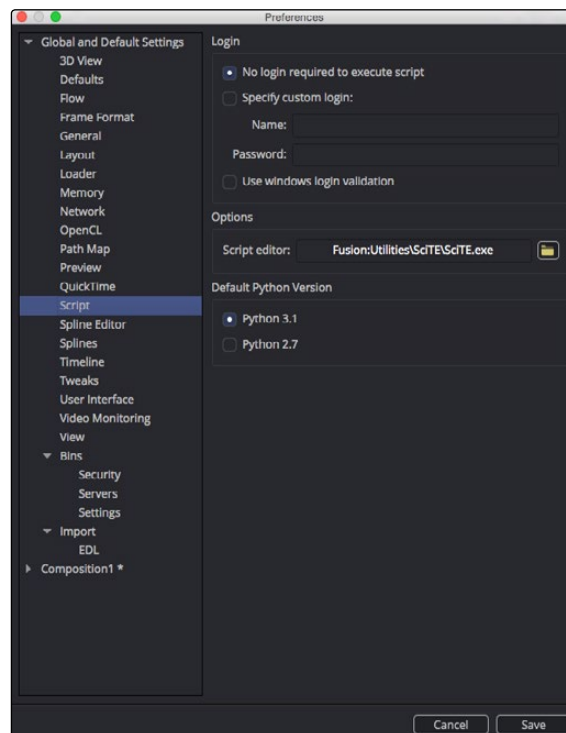 Preferences
Global and Default Settings
3D View
Defaults
Flow
Frame Format
General
Layout
Loader
Memory
Network
OpenCL
Path Map
Preview
QuickTime
Script
Spline Editor
Splines
Timeline
Tweaks
User Interface
Video Monitoring
View
Bins
Security
Servers
Settings
Import
EDL
Composition1 *
Login
No login required to execute script
Specify custom login:
Name:
Password:
Use windows login validation
Options
Script editor: Fusion:Utilities\SciTE\SciTE.exe
Default Python Version
Python 3.1
Python 2.7
Cancel Save